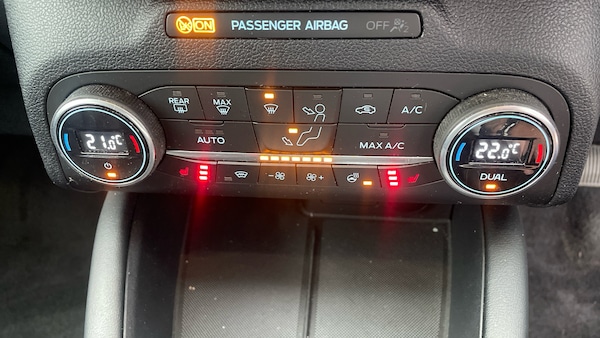 ON PASSENGER AIRBAG OFF
REAR MAX A/C
21.0°C AUTO MAX A/C 22.0°C
- +
DUAL